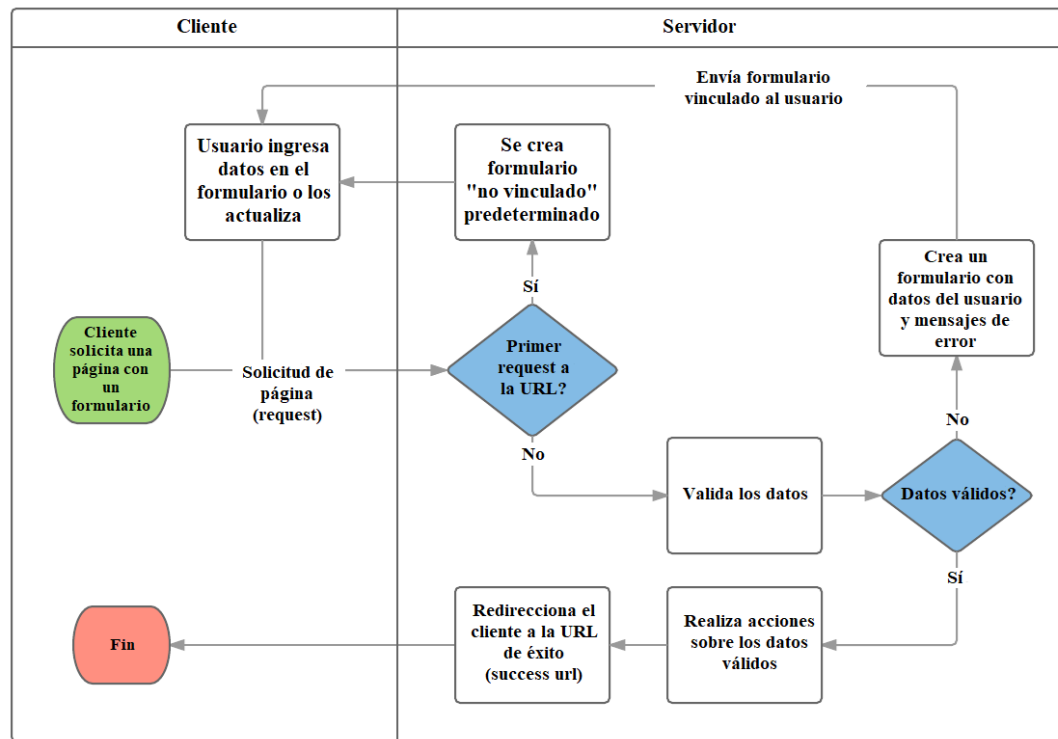 Cliente
Servidor
Envía formulario
vinculado al usuario
Usuario ingresa
datos en el
formulario o los
actualiza
Se crea
formulario
"no vinculado"
predeterminado
Crea un
formulario con
datos del usuario
y mensajes de
error
Sí
Cliente
solicita una
página con
un
formulario
Solicitud de
página
(request)
Primer
request a
la URL?
No
No
Valida los datos
Datos válidos?
Sí
Fin
Redirecciona el
cliente a la URL
de éxito
(success url)
Realiza acciones
sobre los datos
válidos